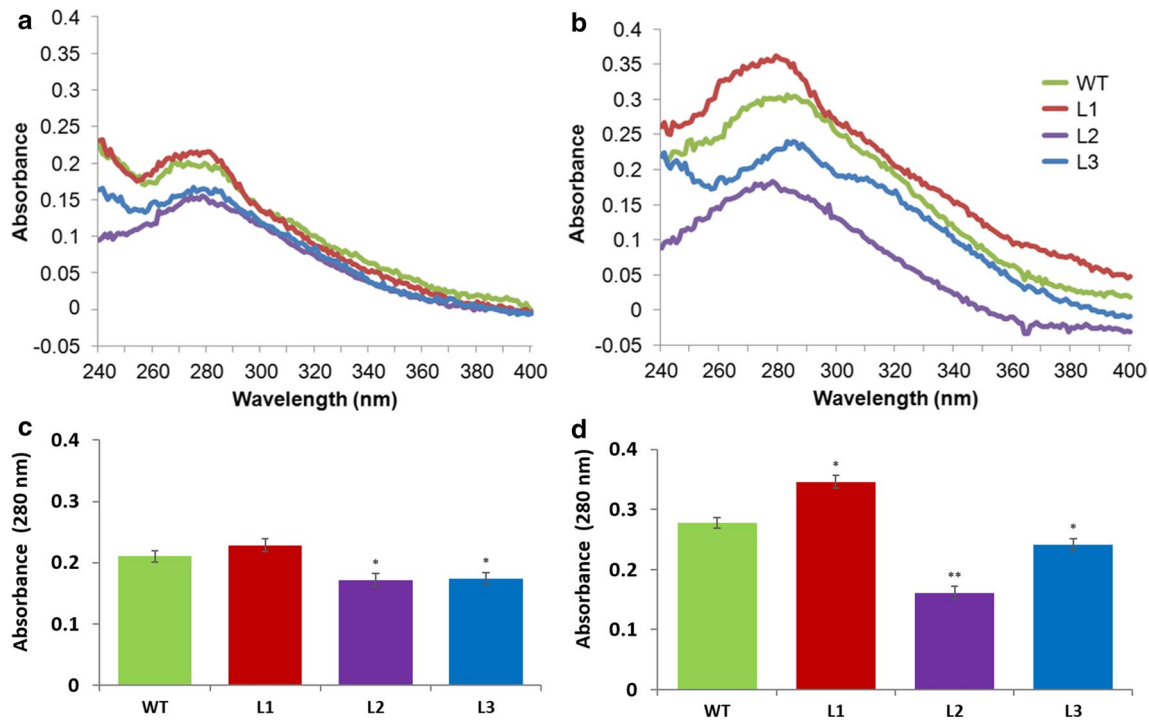 a
0.4
0.35
0.3
0.25
0.2
0.15
0.1
0.05
0
-0.05
Absorbance
240 260 280 300 320 340 360 380 400
Wavelength (nm)
b
0.4
0.35
0.3
0.25
0.2
0.15
0.1
0.05
0
-0.05
Absorbance
240 260 280 300 320 340 360 380 400
Wavelength (nm)
WT
L1
L2
L3
c
0.4
0.3
0.2
0.1
0
Absorbance (280 nm)
* *
WT L1 L2 L3
d
0.4
0.3
0.2
0.1
0
Absorbance (280 nm)
* ** *
WT L1 L2 L3